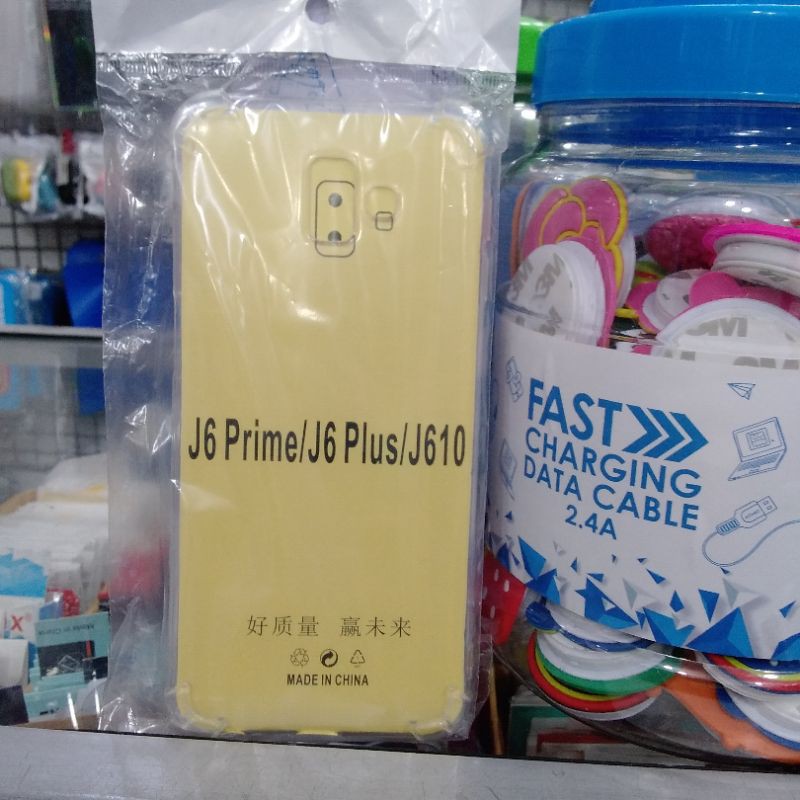 J6 Prime/J6 Plus/J610
好质量 赢未来
MADE IN CHINA
FAST
CHARGING
DATA CABLE
2.4A
3M